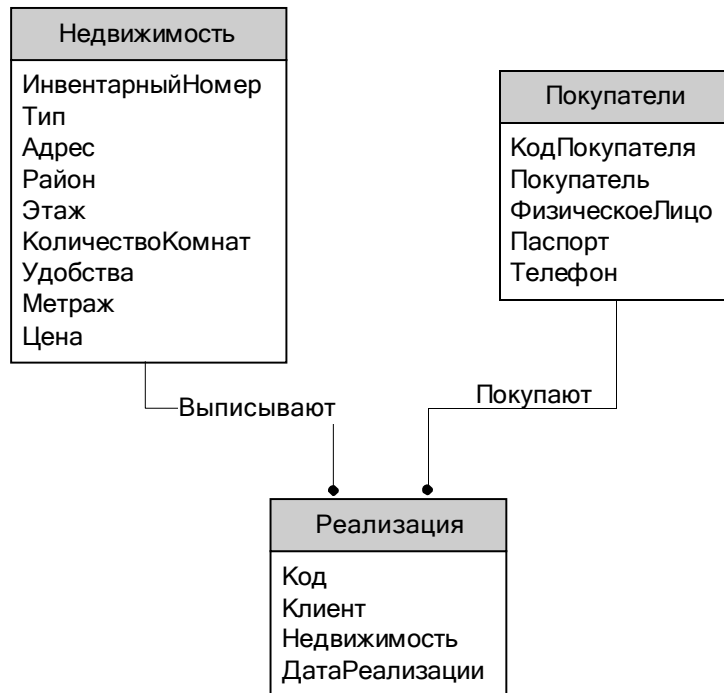 Недвижимость
ИнвентарныйНомер
Тип
Адрес
Район
Этаж
КоличествоКомнат
Удобства
Метраж
Цена
Покупатели
КодПокупателя
Покупатель
ФизическоеЛицо
Паспорт
Телефон
Выписывают
Покупают
Реализация
Код
Клиент
Недвижимость
ДатаРеализации